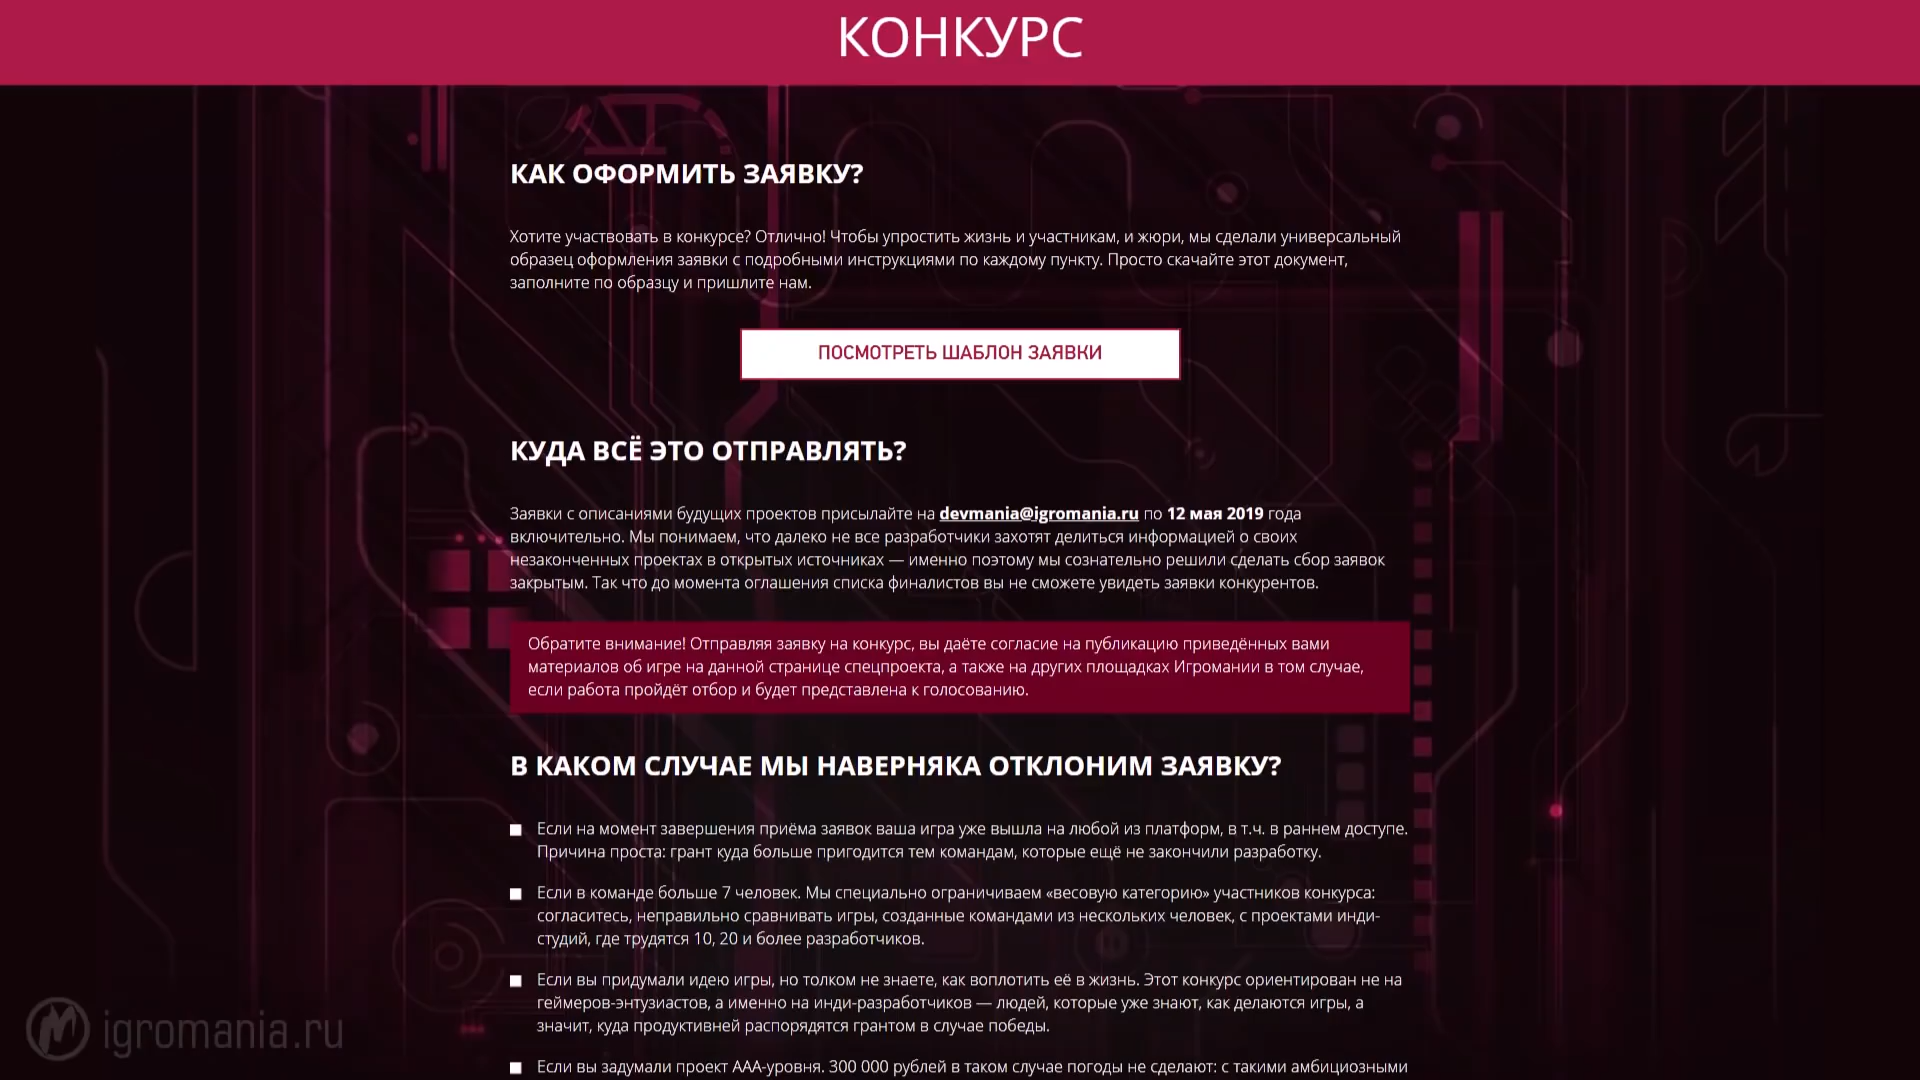 КОНКУРС
КАК ОФОРМИТЬ ЗАЯВКУ?
Хотите участвовать в конкурсе? Отлично! Чтобы упростить жизнь и участникам, и жюри, мы сделали универсальный
образец оформления заявки с подробными инструкциями по каждому пункту. Просто скачайте этот документ,
заполните по образцу и пришлите нам.
ПОСМОТРЕТЬ ШАБЛОН ЗАЯВКИ
КУДА ВСЁ ЭТО ОТПРАВЛЯТЬ?
Заявки с описаниями будущих проектов присылайте на devmania@igromania.ru по 12 мая 2019 года
включительно. Мы понимаем, что далеко не все разработчики захотят делиться информацией о своих
незаконченных проектах в открытых источниках — именно поэтому мы сознательно решили сделать сбор заявок
закрытым. Так что до момента оглашения списка финалистов вы не сможете увидеть заявки конкурентов.
Обратите внимание! Отправляя заявку на конкурс, вы даёте согласие на публикацию приведённых вами
материалов об игре на данной странице спецпроекта, а также на других площадках Игромании в том случае,
если работа пройдёт отбор и будет представлена к голосованию.
В КАКОМ СЛУЧАЕ МЫ НАВЕРНЯКА ОТКЛОНИМ ЗАЯВКУ?
Если на момент завершения приёма заявок ваша игра уже вышла на любой из платформ, в т.ч. в раннем доступе.
Причина проста: грант куда больше пригодится тем командам, которые ещё не закончили разработку.
Если в команде больше 7 человек. Мы специально ограничиваем «весовую категорию» участников конкурса:
согласитесь, неправильно сравнивать игры, созданные командами из нескольких человек, с проектами инди-
студий, где трудятся 10, 20 и более разработчиков.
Если вы придумали идею игры, но толком не знаете, как воплотить её в жизнь. Этот конкурс ориентирован не на
геймеров-энтузиастов, а именно на инди-разработчиков — людей, которые уже знают, как делаются игры, а
значит, куда продуктивней распорядятся грантом в случае победы.
Если вы задумали проект ААА-уровня. 300 000 рублей в таком случае погоды не сделают: с такими амбициозными
igromania.ru